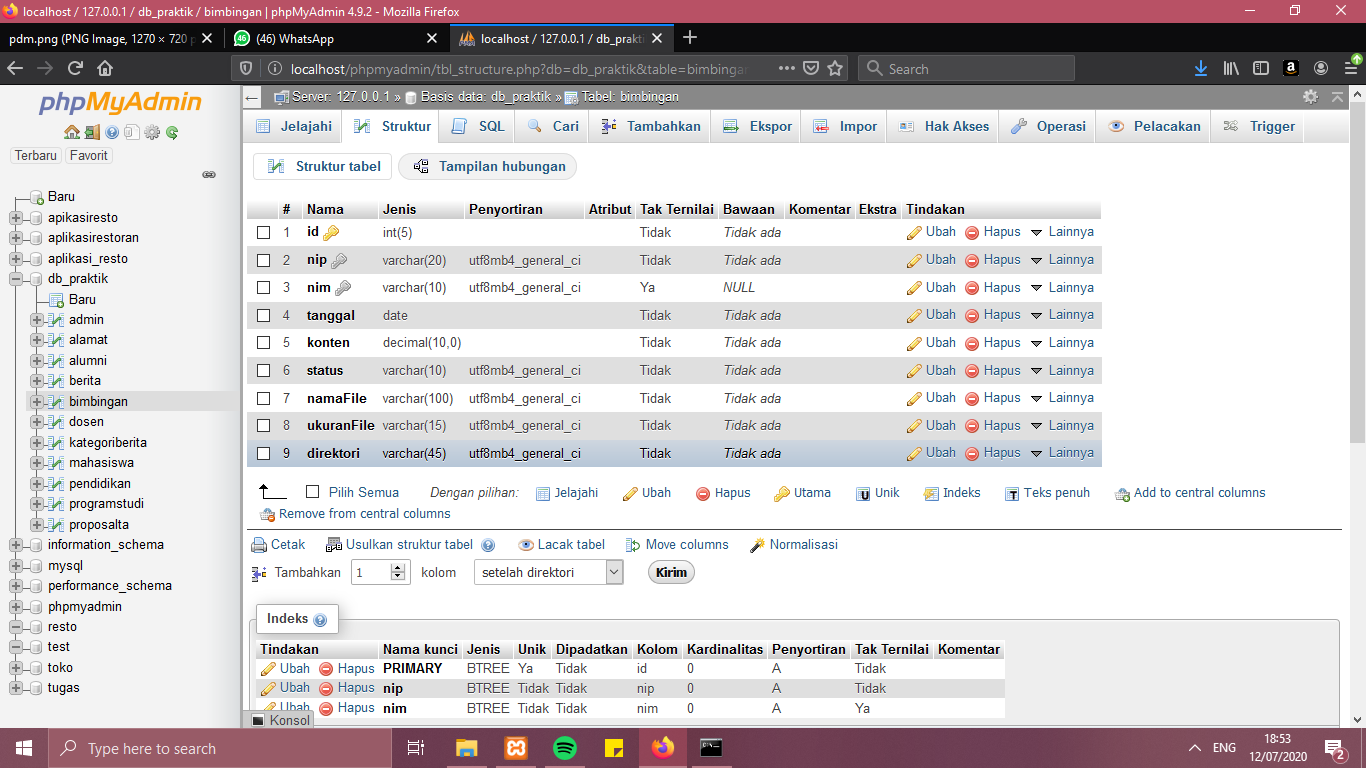 localhost / 127.0.0.1 / db_praktik / bimbingan | phpMyAdmin 4.9.2 - Mozilla Firefox
pdm.png (PNG Image, 1270 × 720 p
(46) WhatsApp
localhost / 127.0.0.1 / db_prakt
localhost/phpmyadmin/tbl_structure.php?db=db_praktik&table=bimbingan
Search
phpMyAdmin
Terbaru Favorit
Baru
apikasiresto
aplikasirestoran
aplikasi_resto
db_praktik
Baru
admin
alamat
alumni
berita
bimbingan
dosen
kategoriberita
mahasiswa
pendidikan
programstudi
proposalta
information_schema
mysql
performance_schema
phpmyadmin
resto
test
toko
tugas
Server: 127.0.0.1 » Basis data: db_praktik » Tabel: bimbingan
Jelajahi Struktur SQL Cari Tambahkan Ekspor Impor Hak Akses Operasi Pelacakan Trigger
Struktur tabel Tampilan hubungan
# Nama Jenis Penyortiran Atribut Tak Ternilai Bawaan Komentar Ekstra Tindakan
1 id int(5) Tidak Tidak ada Ubah Hapus Lainnya
2 nip varchar(20) utf8mb4_general_ci Tidak Tidak ada Ubah Hapus Lainnya
3 nim varchar(10) utf8mb4_general_ci Ya NULL Ubah Hapus Lainnya
4 tanggal date Tidak Tidak ada Ubah Hapus Lainnya
5 konten decimal(10,0) Tidak Tidak ada Ubah Hapus Lainnya
6 status varchar(10) utf8mb4_general_ci Tidak Tidak ada Ubah Hapus Lainnya
7 namaFile varchar(100) utf8mb4_general_ci Tidak Tidak ada Ubah Hapus Lainnya
8 ukuranFile varchar(15) utf8mb4_general_ci Tidak Tidak ada Ubah Hapus Lainnya
9 direktori varchar(45) utf8mb4_general_ci Tidak Tidak ada Ubah Hapus Lainnya
Pilih Semua Dengan pilihan: Jelajahi Ubah Hapus Utama Unik Indeks Teks penuh Add to central columns
Remove from central columns
Cetak Usulkan struktur tabel Lacak tabel Move columns Normalisasi
Tambahkan 1 kolom setelah direktori Kirim
Indeks
Tindakan Nama kunci Jenis Unik Dipadatkan Kolom Kardinalitas Penyortiran Tak Ternilai Komentar
Ubah Hapus PRIMARY BTREE Ya Tidak id 0 A Tidak
Ubah Hapus nip BTREE Tidak Tidak nip 0 A Tidak
Ubah Hapus nim BTREE Tidak Tidak nim 0 A Ya
Konsol
Type here to search
ENG
18:53
12/07/2020
2